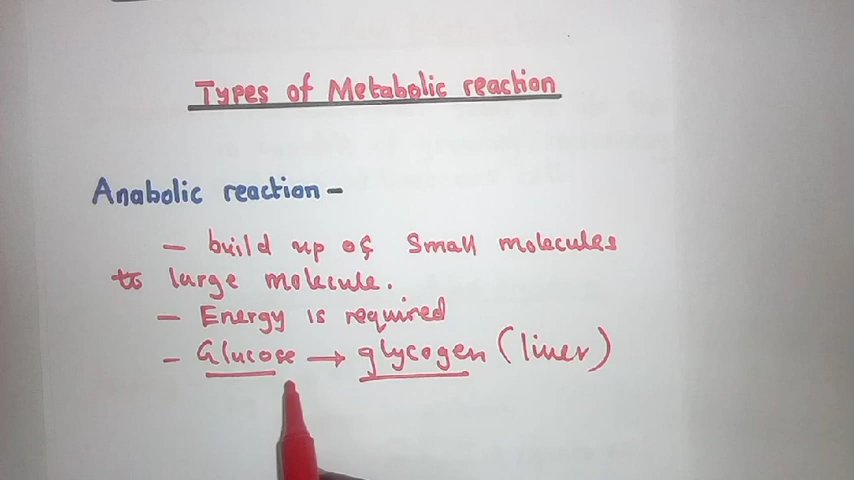 Types of Metabolic reaction
Anabolic reaction -
- build up of Small molecules
to large molecule.
- Energy is required
- Glucose → glycogen (liver)